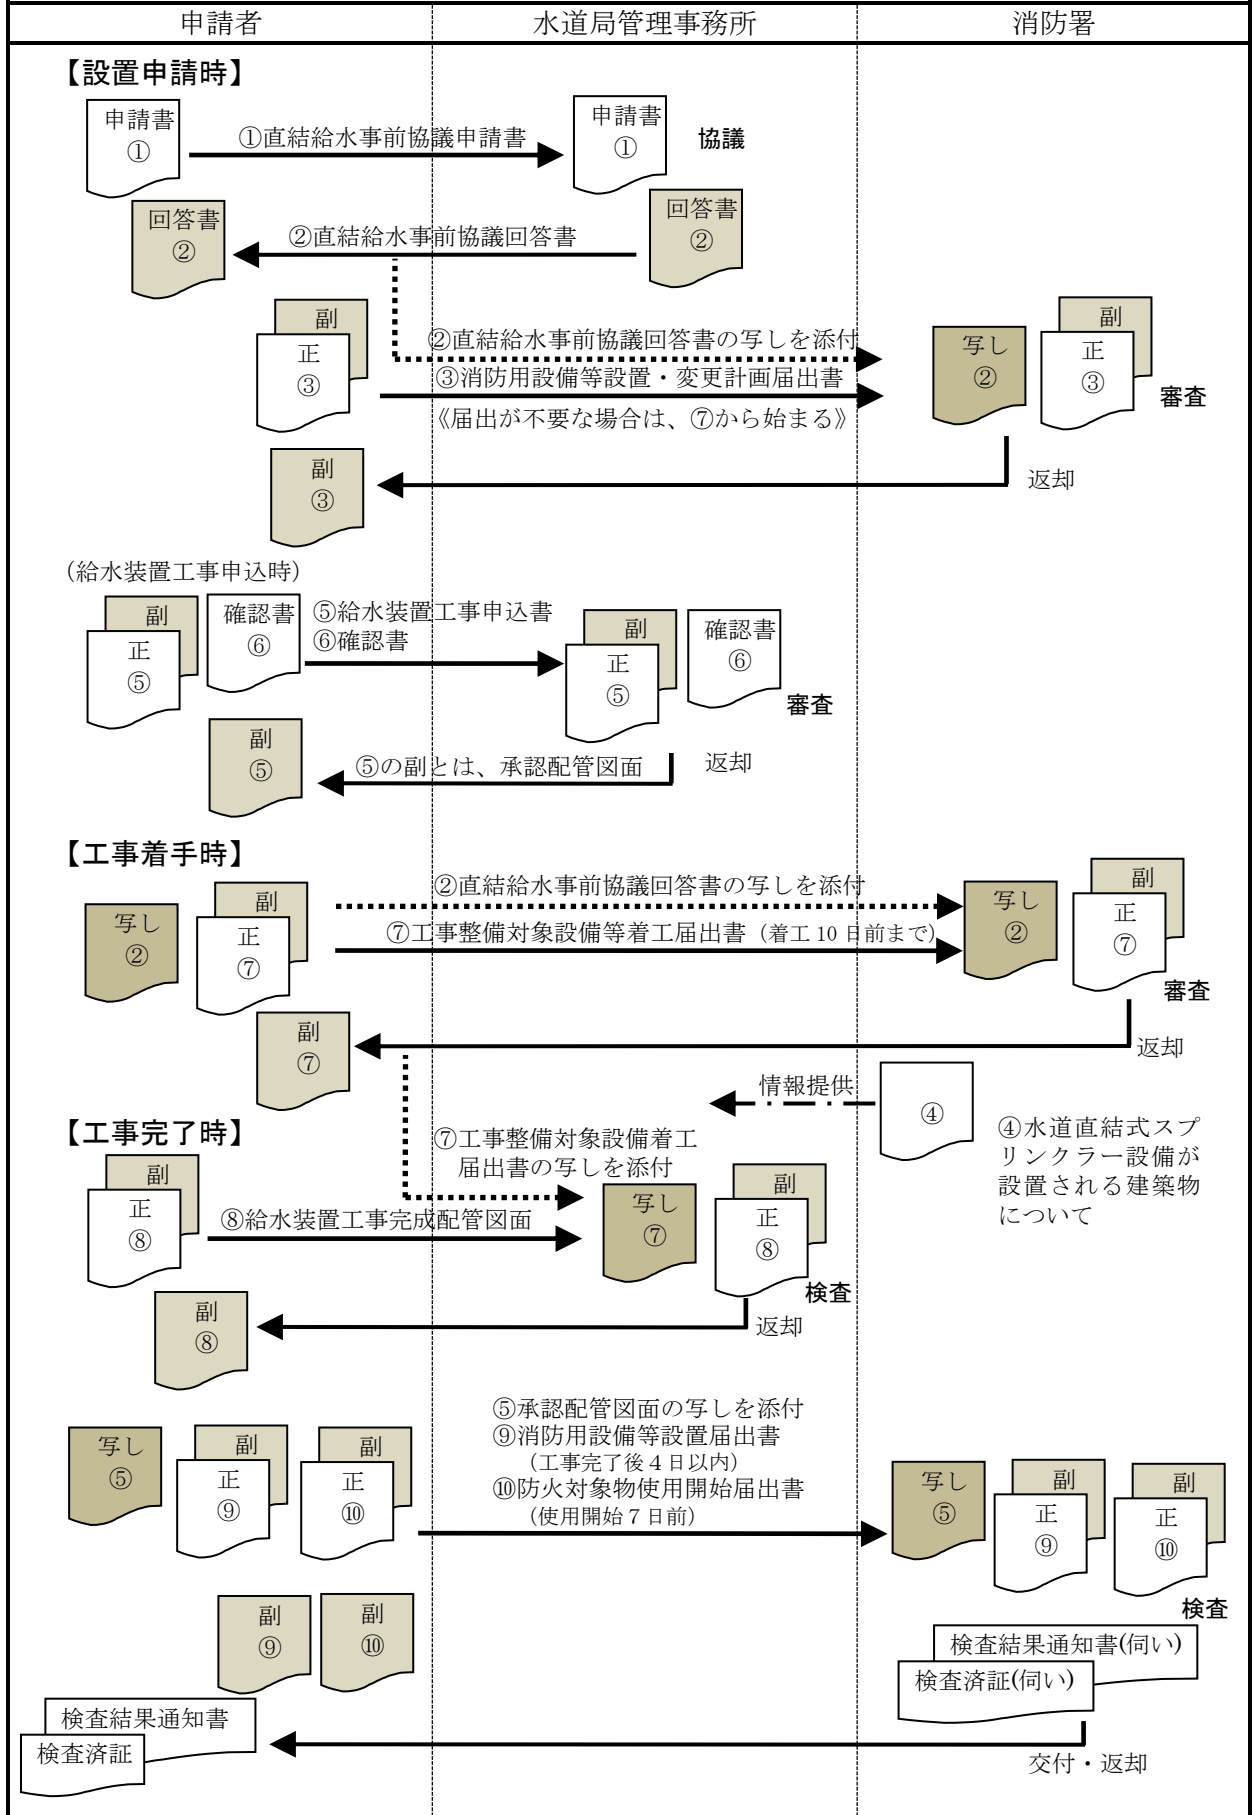 申請者
水道局管理事務所
消防署
【設置申請時】
申請書
①
①直結給水事前協議申請書
申請書
①
協議
回答書
②
②直結給水事前協議回答書
回答書
②
副
正
③
②直結給水事前協議回答書の写しを添付
③消防用設備等設置・変更計画届出書
《届出が不要な場合は、⑦から始まる》
写し
②
副
正
③
審査
副
③
返却
(給水装置工事申込時)
副
正
⑤
確認書
⑥
⑤給水装置工事申込書
⑥確認書
副
正
⑤
確認書
⑥
審査
副
⑤
⑤の副とは、承認配管図面
返却
【工事着手時】
写し
②
副
正
⑦
②直結給水事前協議回答書の写しを添付
⑦工事整備対象設備等着工届出書（着工 10 日前まで）
写し
②
副
正
⑦
審査
副
⑦
返却
情報提供
④
④水道直結式スプ
リンクラー設備が
設置される建築物
について
【工事完了時】
⑦工事整備対象設備着工
届出書の写しを添付
副
正
⑧
⑧給水装置工事完成配管図面
写し
⑦
副
正
⑧
検査
副
⑧
返却
⑤承認配管図面の写しを添付
⑨消防用設備等設置届出書
（工事完了後４日以内）
⑩防火対象物使用開始届出書
（使用開始７日前）
写し
⑤
副
正
⑨
副
正
⑩
写し
⑤
副
正
⑨
副
正
⑩
検査
副
⑨
副
⑩
検査結果通知書(伺い)
検査済証(伺い)
検査結果通知書
検査済証
交付・返却